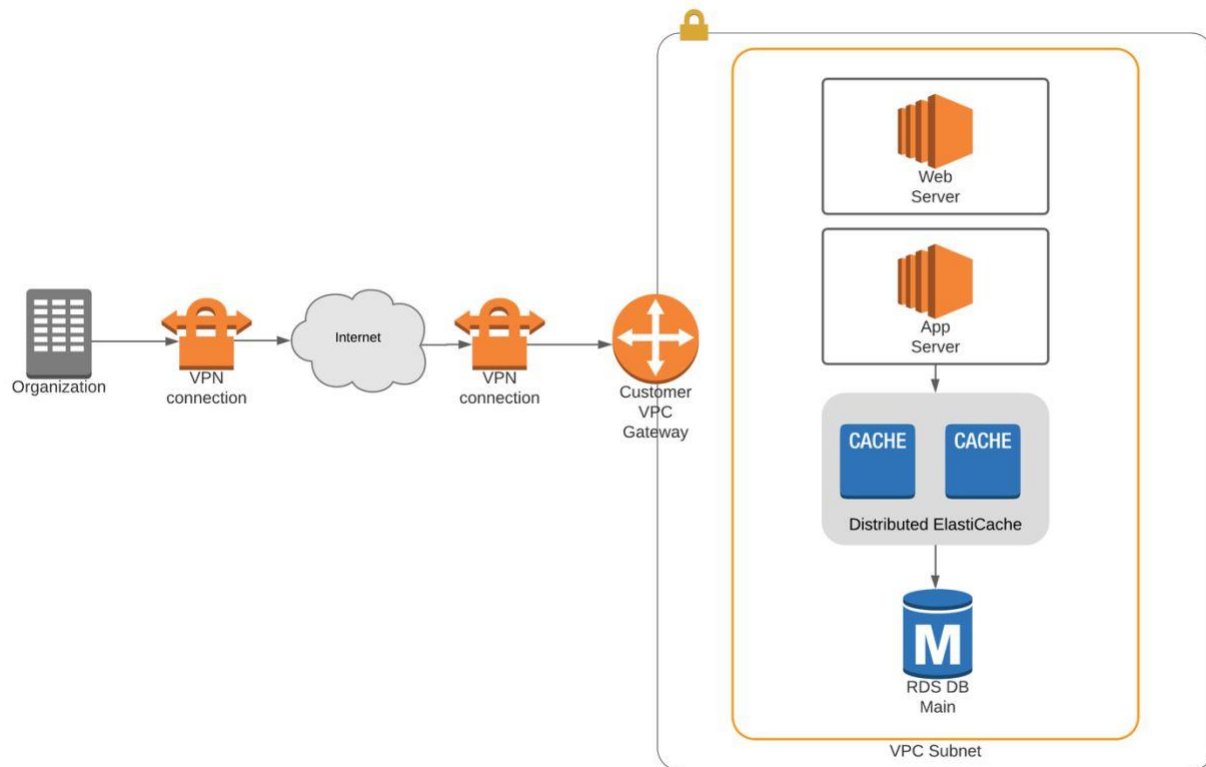 Organization
VPN
connection
Internet
VPN
connection
Customer
VPC
Gateway
Web
Server
App
Server
CACHE
CACHE
Distributed ElastiCache
M
RDS DB
Main
VPC Subnet